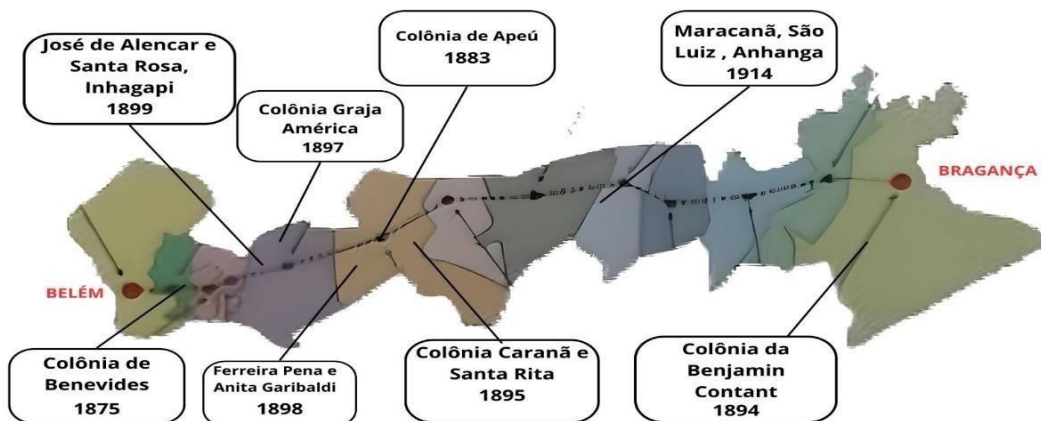 José de Alencar e
Santa Rosa,
Inhagapi
1899
Colônia Graja
América
1897
Colônia de Apeú
1883
Maracanã, São
Luiz , Anhanga
1914
BRAGANÇA
BELÉM
Colônia de
Benevides
1875
Ferreira Pena e
Anita Garibaldi
1898
Colônia Caranã e
Santa Rita
1895
Colônia da
Benjamin
Contant
1894